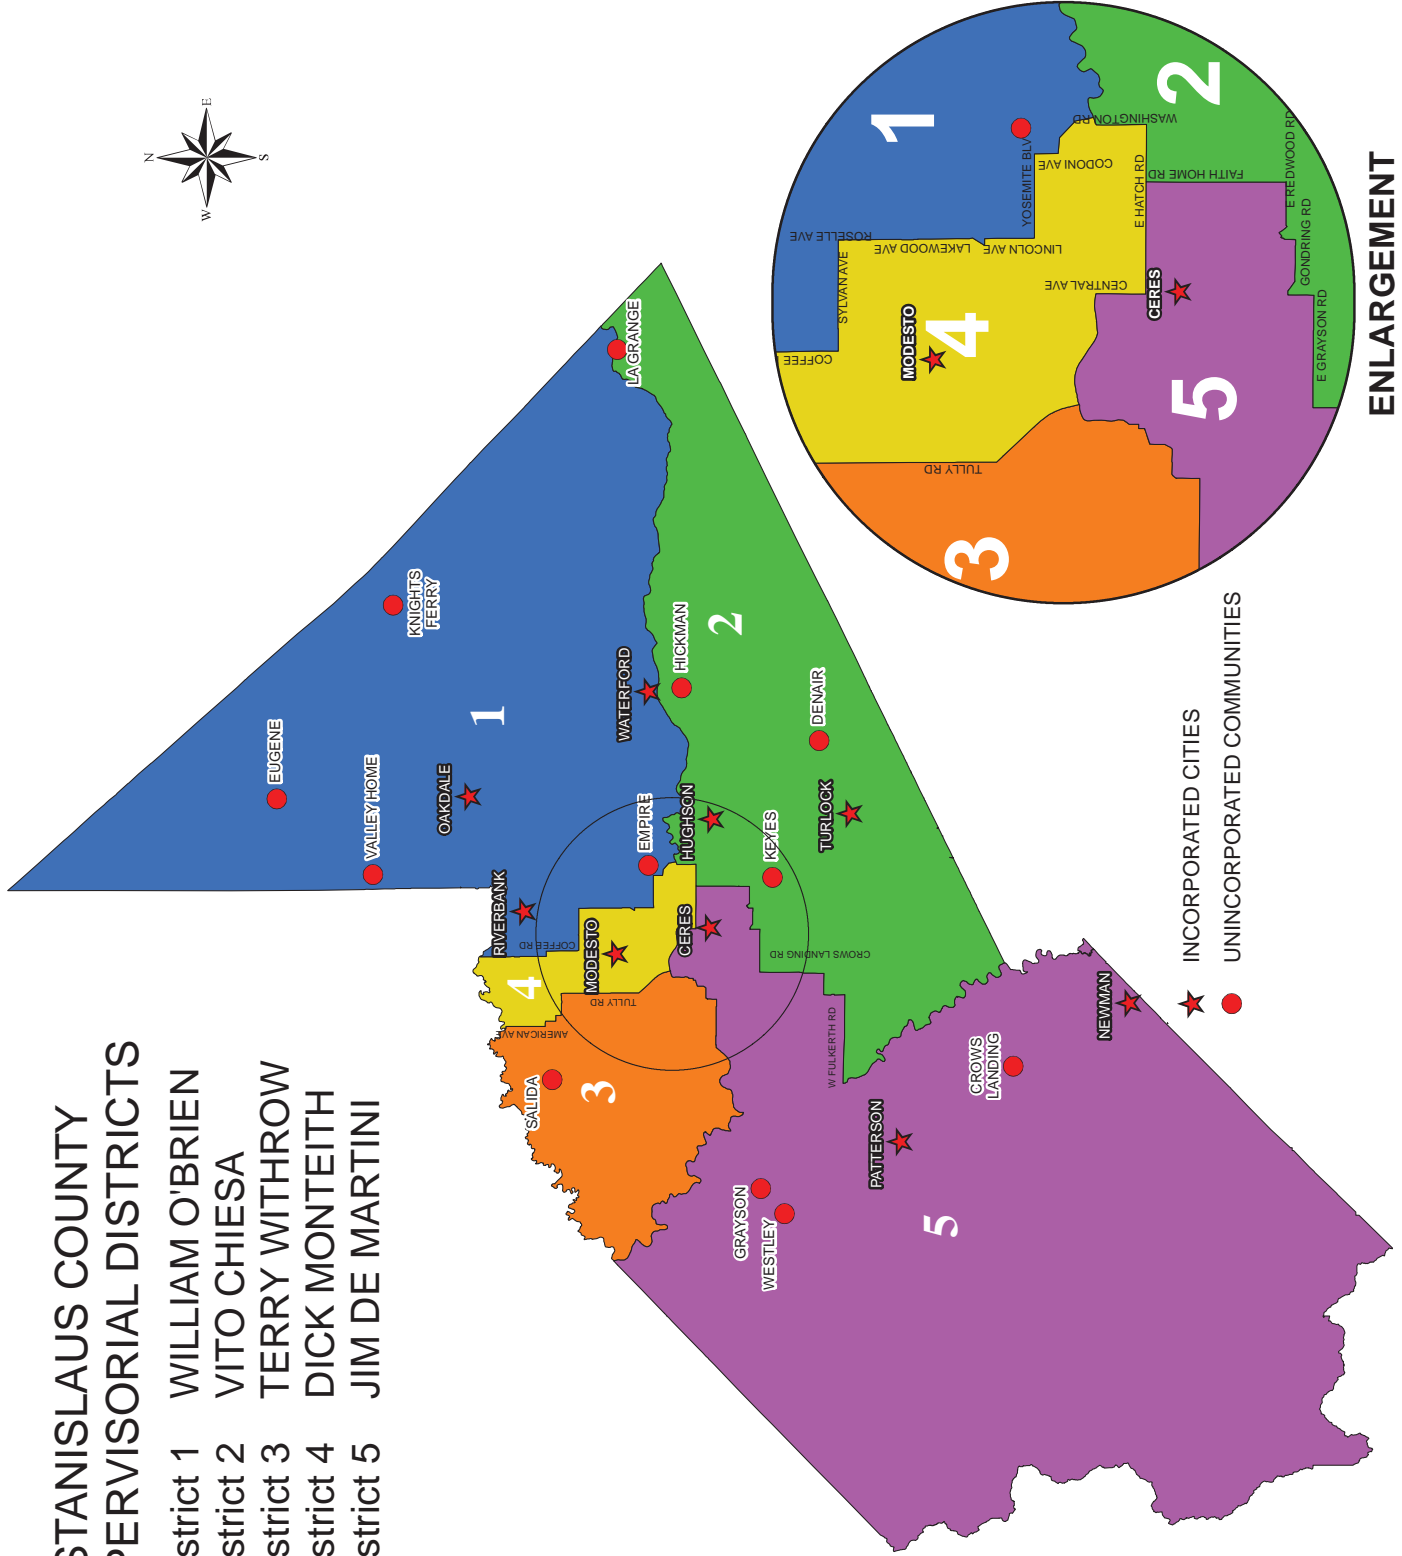 STANISLAUS COUNTY
PERVISORIAL DISTRICTS
strict 1 WILLIAM O'BRIEN
strict 2 VITO CHIESA
strict 3 TERRY WITHROW
strict 4 DICK MONTEITH
strict 5 JIM DE MARTINI
N
E
S
W
EUGENE
VALLEY HOME
KNIGHTS
FERRY
OAKDALE
1
RIVERBANK
WATERFORD
EMPIRE
LA GRANGE
HICKMAN
2
HUGHSON
DENAIR
KEYES
TURLOCK
COFFEE RD
MODESTO
CERES
4
TULLY RD
AMERICAN AVE
SALIDA
3
CROWS LANDING RD
W FULKERTH RD
GRAYSON
WESTLEY
PATTERSON
CROWS
LANDING
NEWMAN
5
INCORPORATED CITIES
UNINCORPORATED COMMUNITIES
1
2
3
4
5
COFFEE
SYLVAN AVE
ROSELLE AVE
LAKEWOOD AVE
LINCOLN AVE
YOSEMITE BLV
CODONI AVE
WASHINGTON RD
E HATCH RD
FAITH HOME RD
CENTRAL AVE
E REDWOOD RD
GONDRING RD
E GRAYSON RD
TULLY RD
MODESTO
CERES
ENLARGEMENT